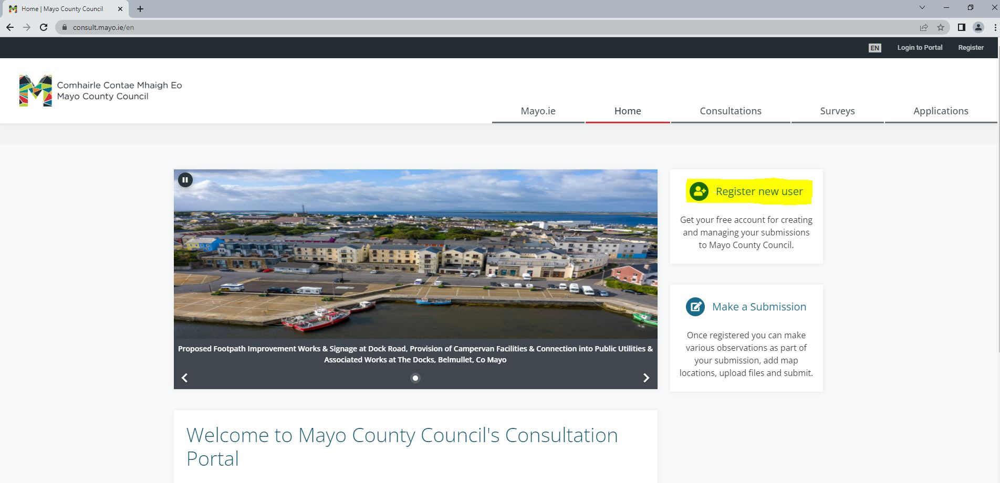 Home | Mayo County Council
consult.mayo.ie/en
EN Login to Portal Register
Comhairle Contae Mhaigh Eo
Mayo County Council
Mayo.ie Home Consultations Surveys Applications
Register new user
Get your free account for creating
and managing your submissions
to Mayo County Council.
Proposed Footpath Improvement Works & Signage at Dock Road, Provision of Campervan Facilities & Connection into Public Utilities &
Associated Works at The Docks, Belmullet, Co Mayo
Make a Submission
Once registered you can make
various observations as part of
your submission, add map
locations, upload files and submit.
Welcome to Mayo County Council's Consultation
Portal